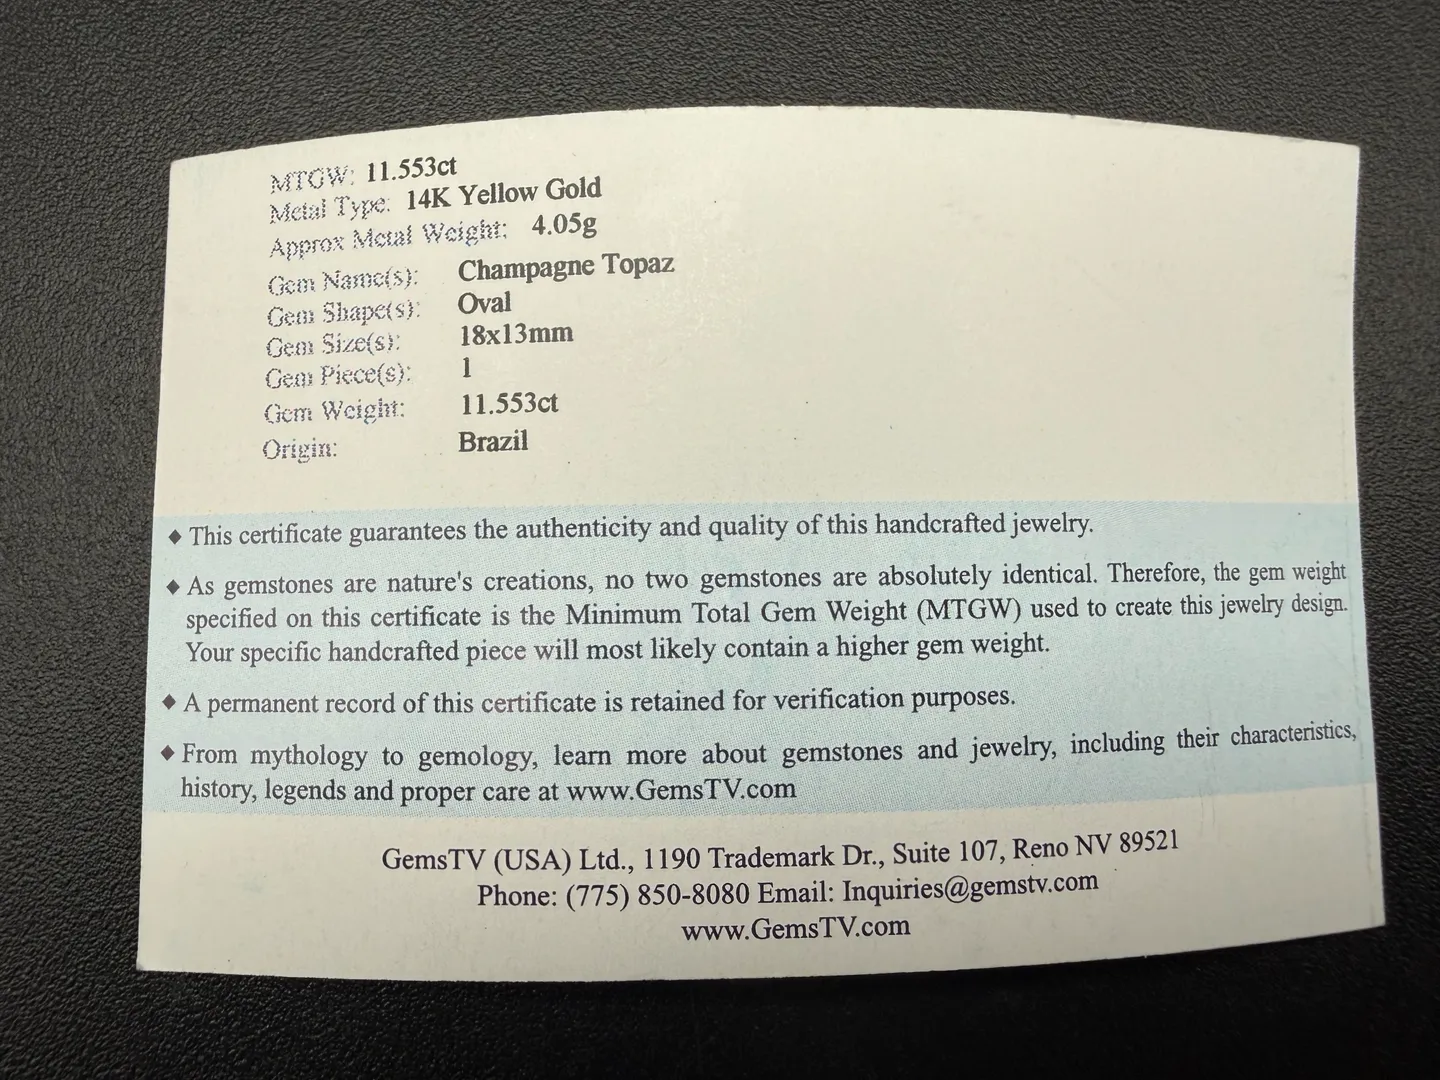 MTGW: 11.553ct
Metal Type: 14K Yellow Gold
Approx Metal Weight: 4.05g
Gem Name(s): Champagne Topaz
Gem Shape(s): Oval
Gem Size(s): 18x13mm
Gem Piece(s): 1
Gem Weight: 11.553ct
Origin: Brazil
◆ This certificate guarantees the authenticity and quality of this handcrafted jewelry.
◆ As gemstones are nature's creations, no two gemstones are absolutely identical. Therefore, the gem weight
specified on this certificate is the Minimum Total Gem Weight (MTGW) used to create this jewelry design.
Your specific handcrafted piece will most likely contain a higher gem weight.
◆ A permanent record of this certificate is retained for verification purposes.
◆ From mythology to gemology, learn more about gemstones and jewelry, including their characteristics,
history, legends and proper care at www.GemsTV.com
GemsTV (USA) Ltd., 1190 Trademark Dr., Suite 107, Reno NV 89521
Phone: (775) 850-8080 Email: Inquiries@gemstv.com
www.GemsTV.com